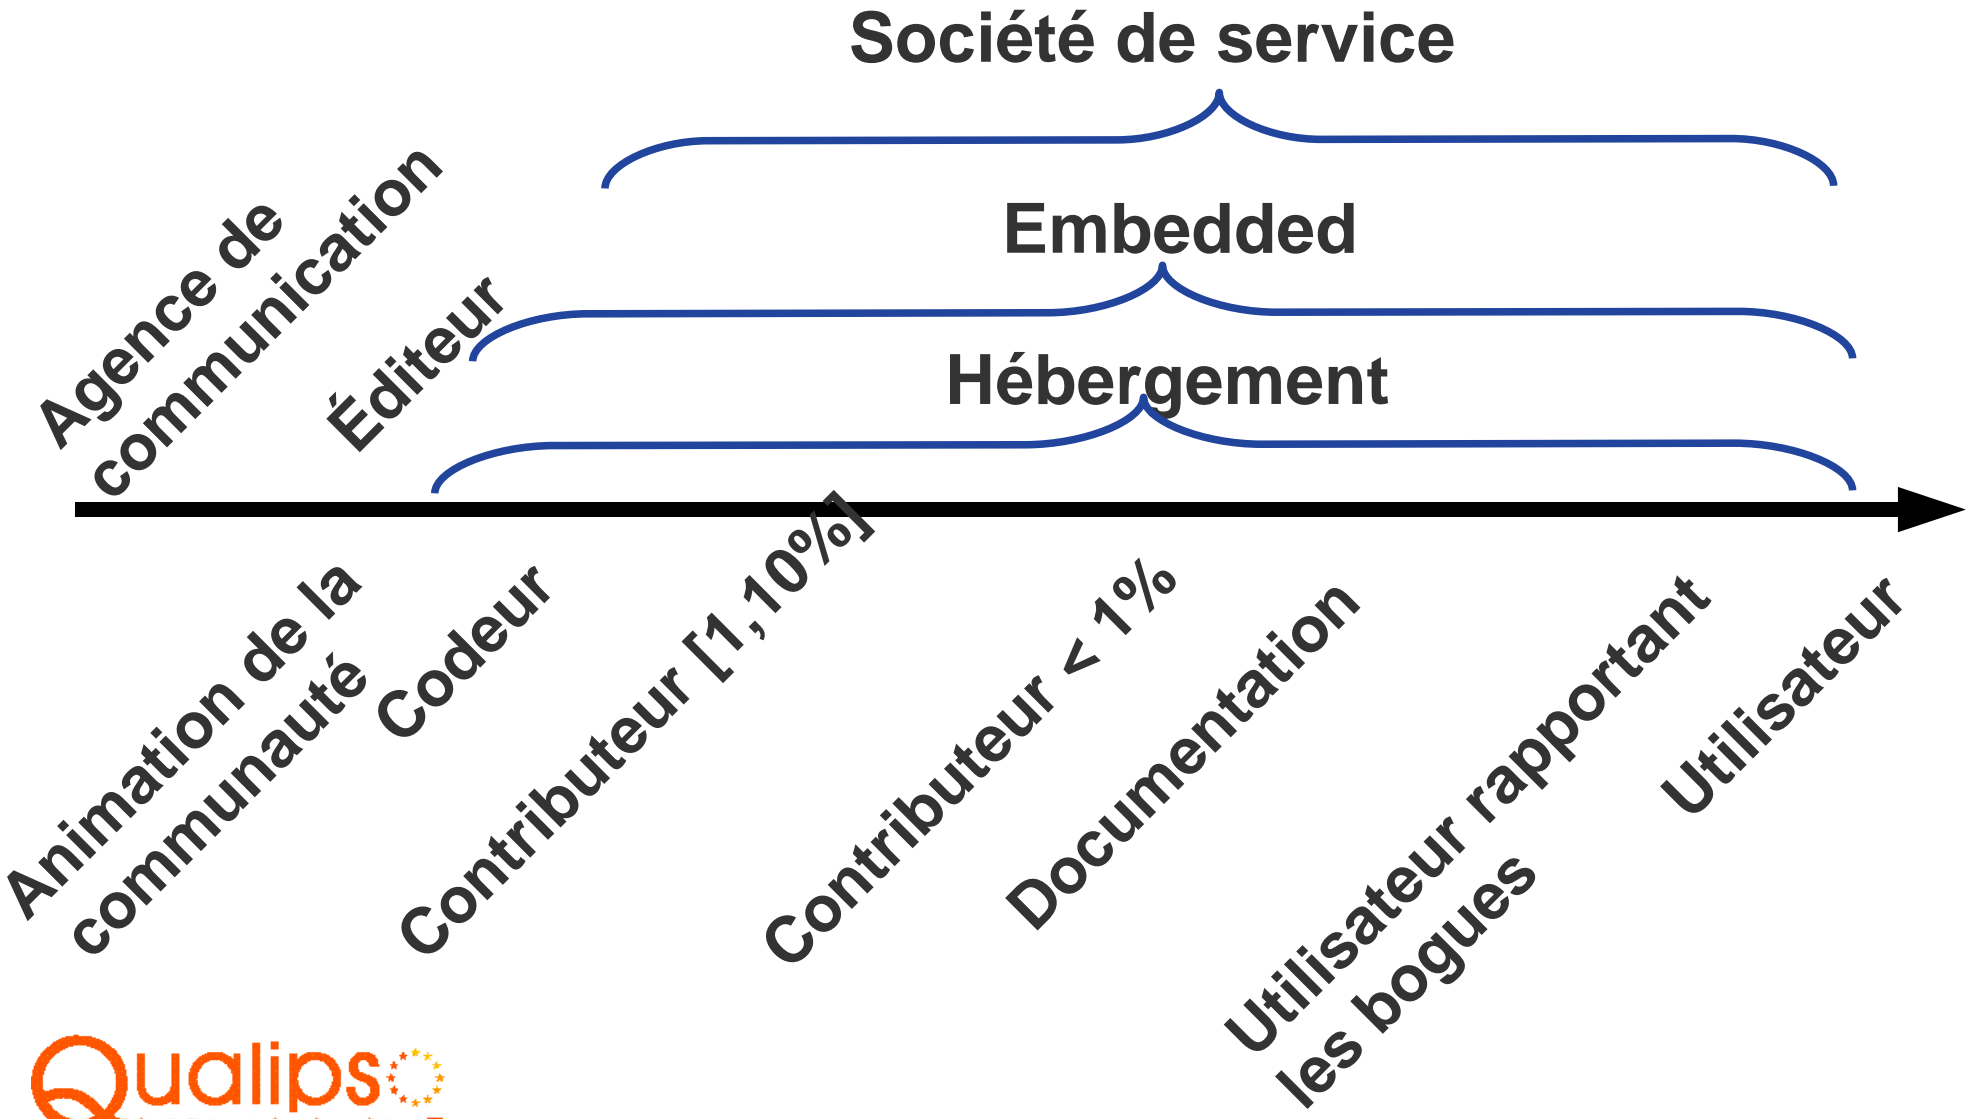 Société de service
Agence de
communication
Embedded
Éditeur
Hébergement
Animation de la
communauté
Codeur
Contributeur [1,10%]
Contributeur < 1%
Documentation
Utilisateur rapportant
les bogues
Utilisateur
Qualips